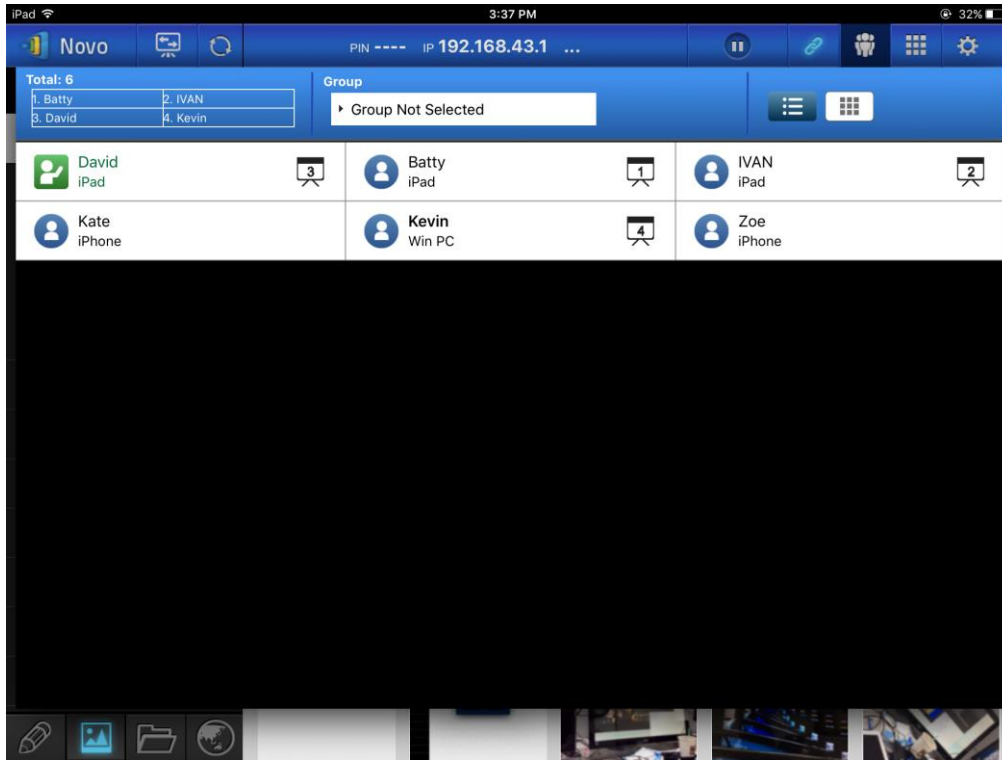 iPad 3:37 PM 32%
Novo PIN ---- IP 192.168.43.1 ...
Total: 6
1. Batty 2. IVAN
3. David 4. Kevin
Group
Group Not Selected
David
iPad
3
Batty
iPad
1
IVAN
iPad
2
Kate
iPhone
Kevin
Win PC
4
Zoe
iPhone